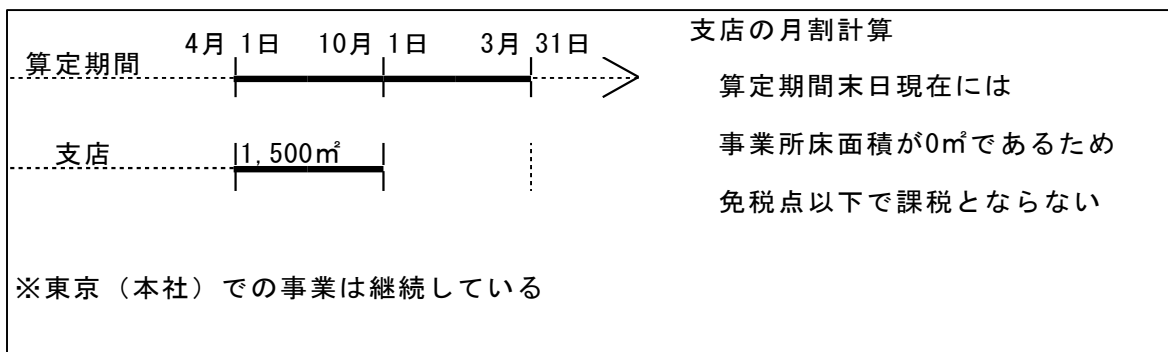 4月 1日 10月 1日 3月 31日
算定期間
支店
1,500㎡
支店の月割計算
算定期間末日現在には
事業所床面積が0㎡であるため
免税点以下で課税とならない
※東京（本社）での事業は継続している